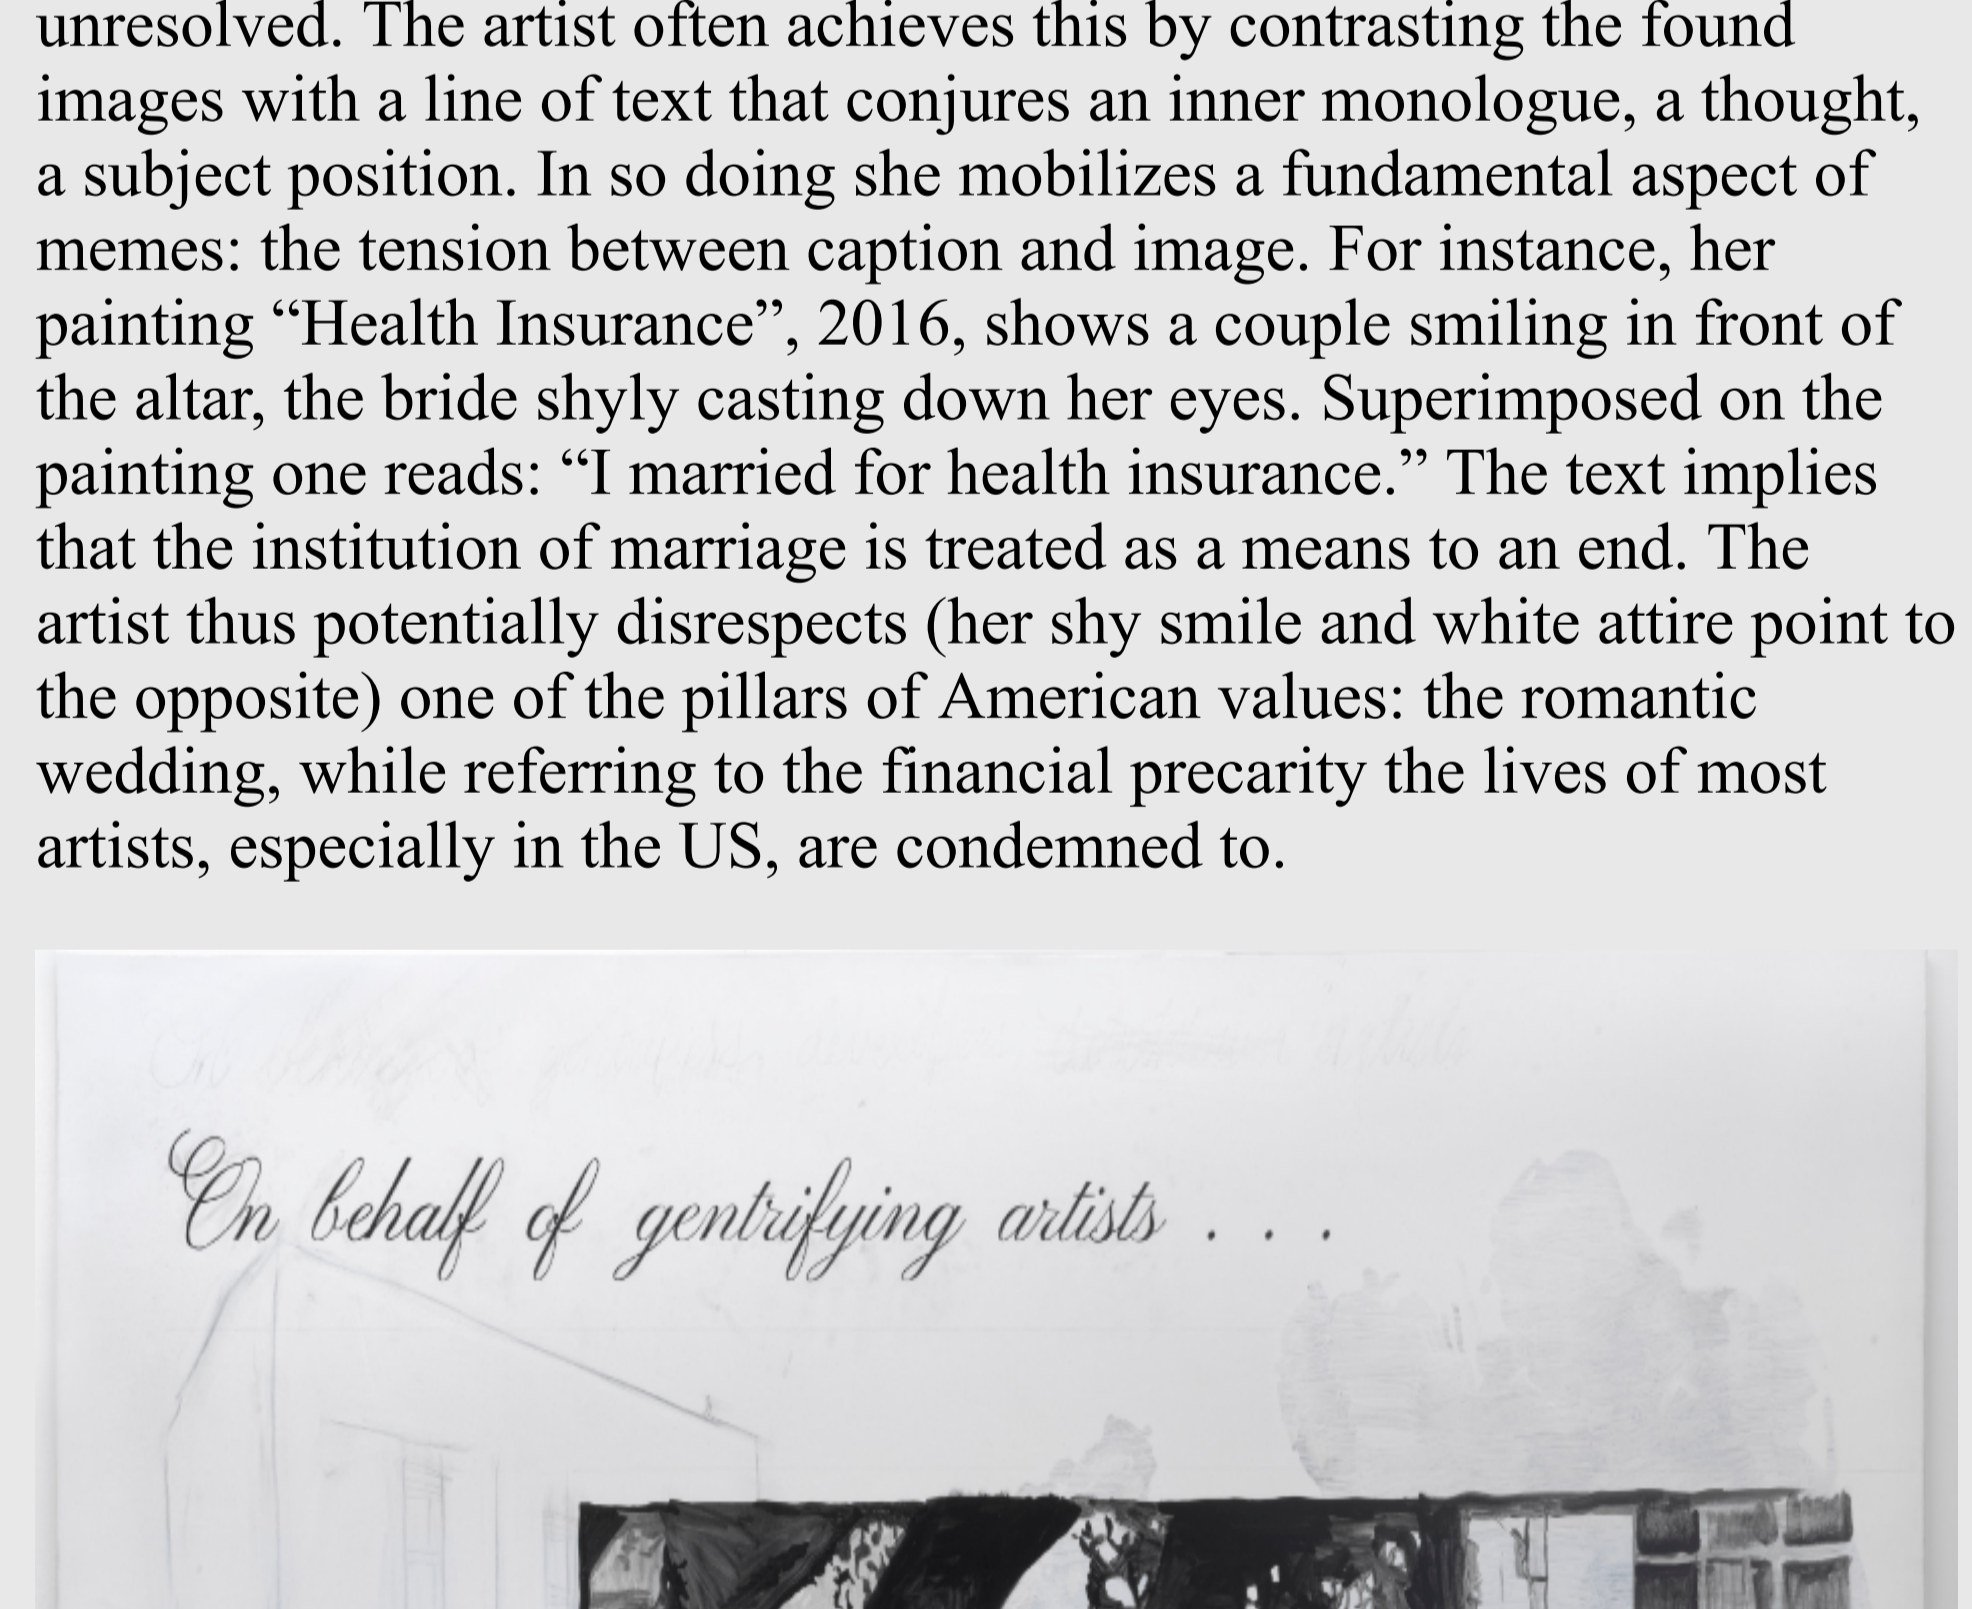 unresolved. The artist often achieves this by contrasting the found
images with a line of text that conjures an inner monologue, a thought,
a subject position. In so doing she mobilizes a fundamental aspect of
memes: the tension between caption and image. For instance, her
painting “Health Insurance”, 2016, shows a couple smiling in front of
the altar, the bride shyly casting down her eyes. Superimposed on the
painting one reads: “I married for health insurance.” The text implies
that the institution of marriage is treated as a means to an end. The
artist thus potentially disrespects (her shy smile and white attire point to
the opposite) one of the pillars of American values: the romantic
wedding, while referring to the financial precarity the lives of most
artists, especially in the US, are condemned to.
On behalf of gentrifying artists . . .